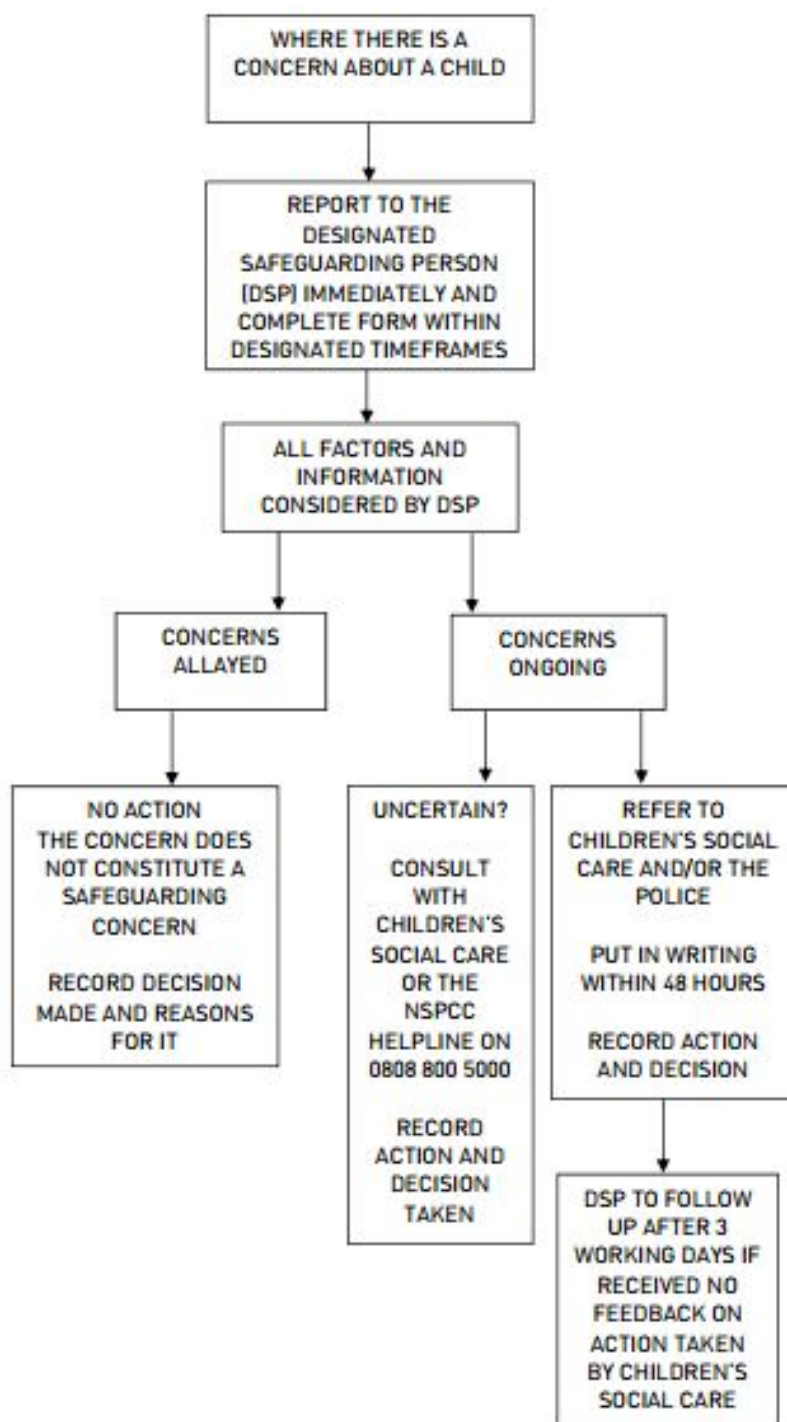 WHERE THERE IS A
CONCERN ABOUT A CHILD
REPORT TO THE
DESIGNATED
SAFEGUARDING PERSON
(DSP) IMMEDIATELY AND
COMPLETE FORM WITHIN
DESIGNATED TIMEFRAMES
ALL FACTORS AND
INFORMATION
CONSIDERED BY DSP
CONCERNS
ALLAYED
CONCERNS
ONGOING
NO ACTION
THE CONCERN DOES
NOT CONSTITUTE A
SAFEGUARDING
CONCERN
RECORD DECISION
MADE AND REASONS
FOR IT
UNCERTAIN?
CONSULT
WITH
CHILDREN'S
SOCIAL CARE
OR THE
NSPCC
HELPLINE ON
0808 800 5000
RECORD
ACTION AND
DECISION
TAKEN
REFER TO
CHILDREN'S SOCIAL
CARE AND/OR THE
POLICE
PUT IN WRITING
WITHIN 48 HOURS
RECORD ACTION
AND DECISION
DSP TO FOLLOW
UP AFTER 3
WORKING DAYS IF
RECEIVED NO
FEEDBACK ON
ACTION TAKEN
BY CHILDREN'S
SOCIAL CARE